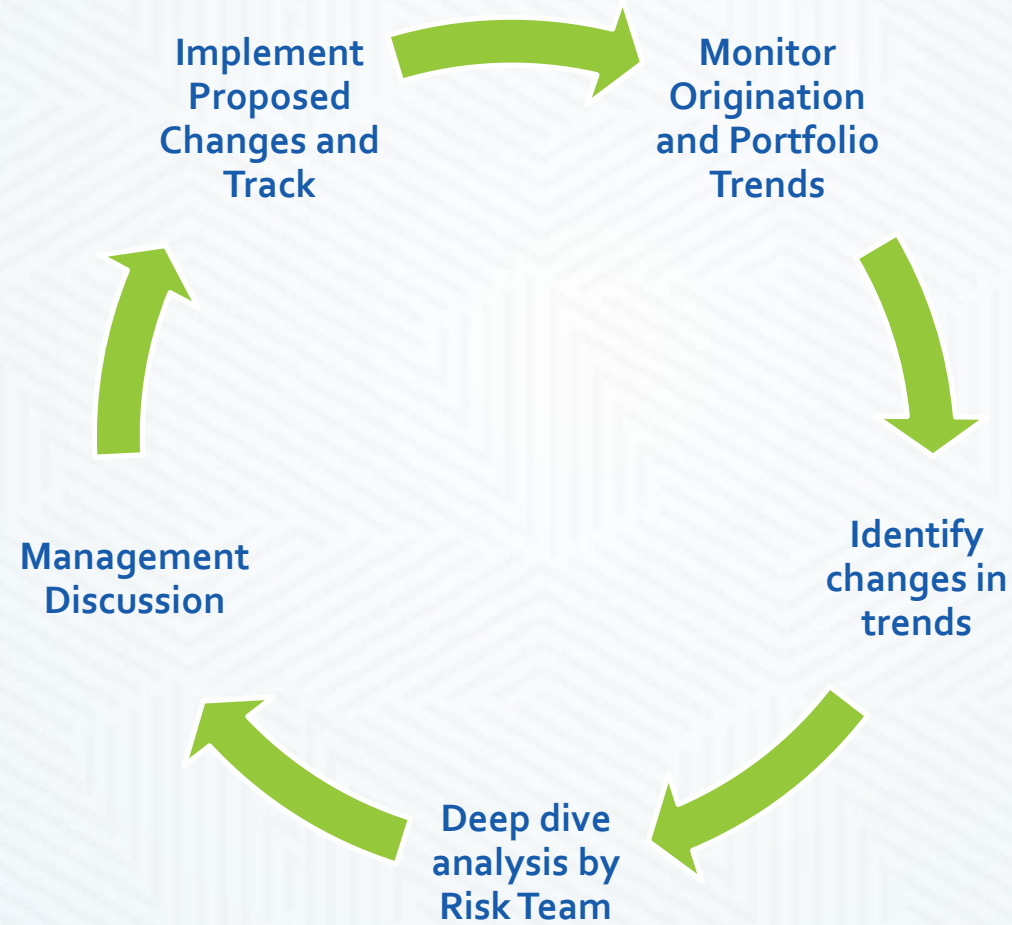 Implement
Proposed
Changes and
Track
Monitor
Origination
and Portfolio
Trends
Identify
changes in
trends
Deep dive
analysis by
Risk Team
Management
Discussion